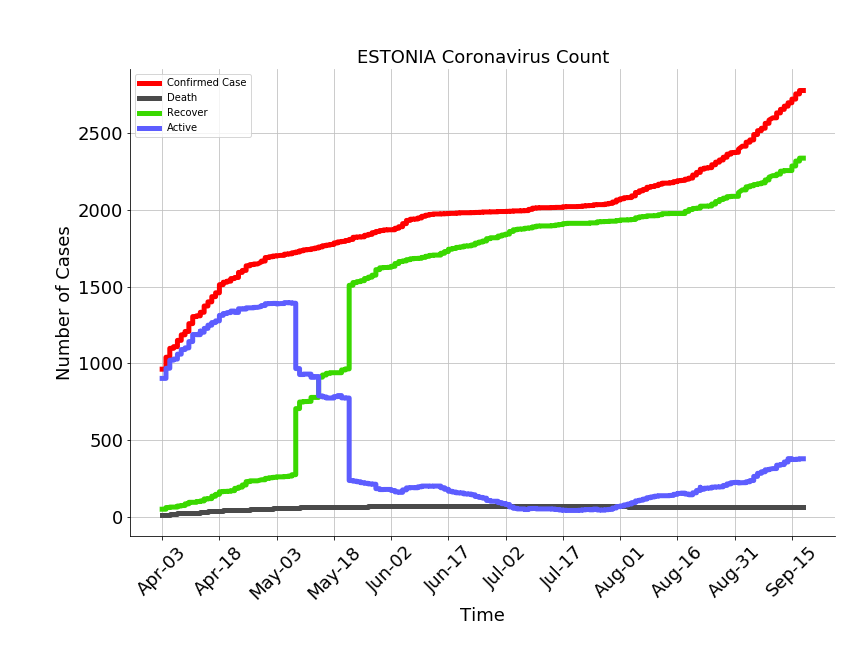 ESTONIA Coronavirus Count
Confirmed Case
Death
Recover
Active
Number of Cases
2500
2000
1500
1000
500
0
Apr-03
Apr-18
May-03
May-18
Jun-02
Jun-17
Jul-02
Jul-17
Aug-01
Aug-16
Aug-31
Sep-15
Time